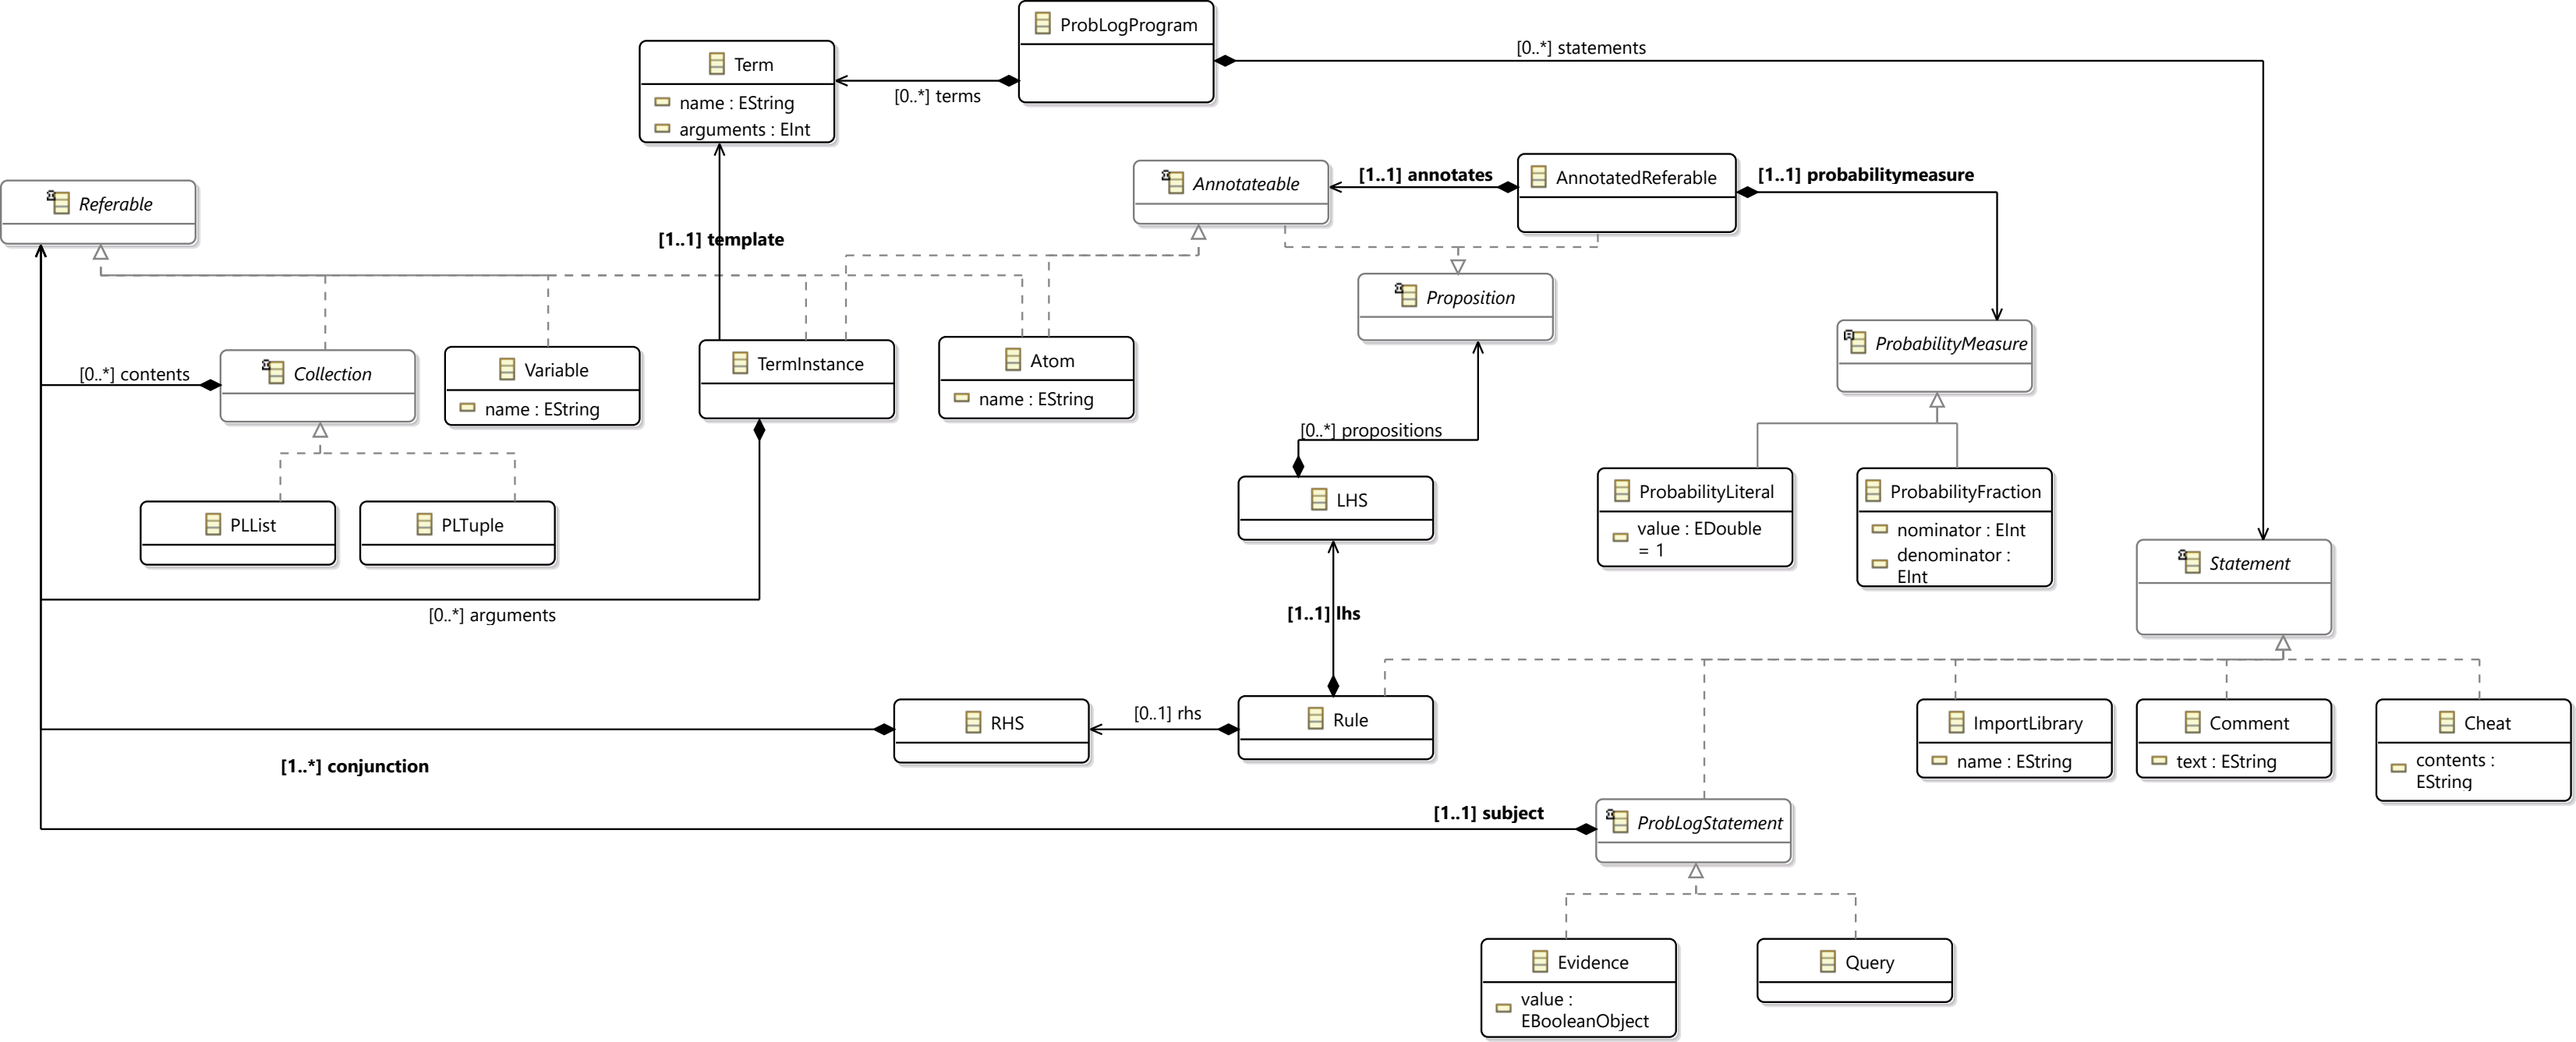 ProbLogProgram
[0..*] statements
Term
name : EString
arguments : EInt
[0..*] terms
Annotateable
[1..1] annotates
AnnotatedReferable
[1..1] probabilitymeasure
Referable
[1..1] template
Proposition
ProbabilityMeasure
[0..*] contents
Collection
Variable
name : EString
TermInstance
Atom
name : EString
[0..*] propositions
PLList
PLTuple
LHS
ProbabilityLiteral
value : EDouble
= 1
ProbabilityFraction
nominator : EInt
denominator :
EInt
Statement
[0..*] arguments
[1..1] lhs
RHS
[0..1] rhs
Rule
ImportLibrary
name : EString
Comment
text : EString
Cheat
contents :
EString
[1..*] conjunction
[1..1] subject
ProbLogStatement
Evidence
value :
EBooleanObject
Query